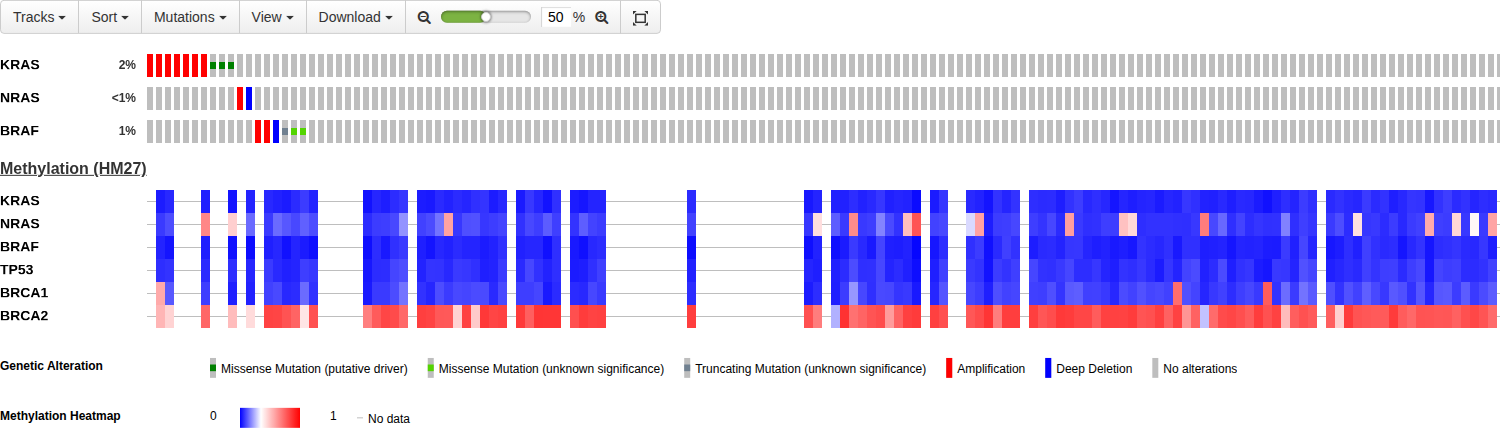 Tracks Sort Mutations View Download 50 %
KRAS 2%
NRAS <1%
BRAF 1%
Methylation (HM27)
KRAS
NRAS
BRAF
TP53
BRCA1
BRCA2
Genetic Alteration Missense Mutation (putative driver) Missense Mutation (unknown significance) Truncating Mutation (unknown significance) Amplification Deep Deletion No alterations
Methylation Heatmap 0 1 No data